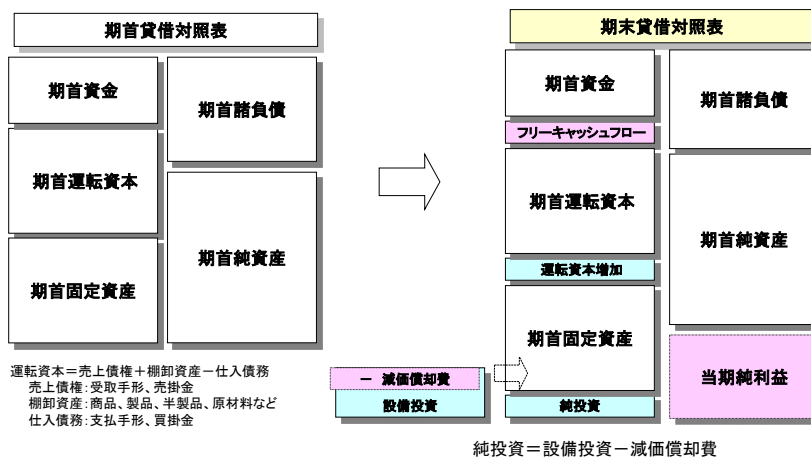 期首貸借対照表
期首資金
期首運転資本
期首固定資産
期首諸負債
期首純資産
運転資本＝売上債権＋棚卸資産－仕入債務
売上債権：受取手形、売掛金
棚卸資産：商品、製品、半製品、原材料など
仕入債務：支払手形、買掛金
期末貸借対照表
期首資金
フリーキャッシュフロー
期首運転資本
運転資本増加
期首固定資産
純投資
期首諸負債
期首純資産
当期純利益
－ 減価償却費
設備投資
純投資＝設備投資－減価償却費